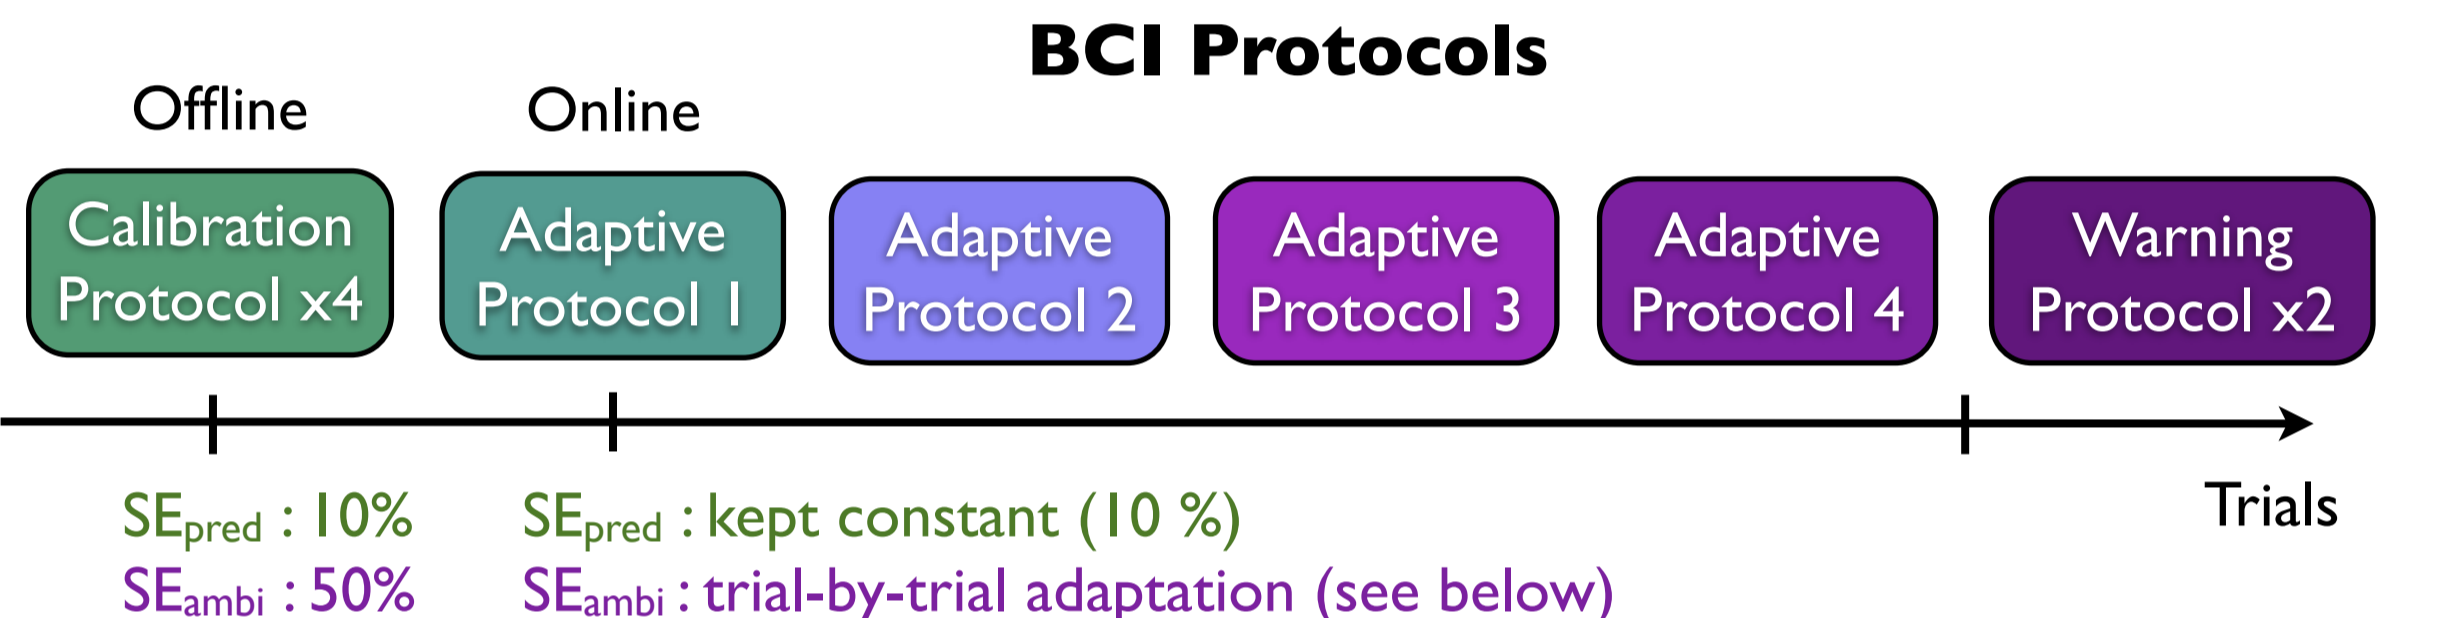 BCI Protocols
Offline
Online
Calibration
Protocol x4
Adaptive
Protocol 1
Adaptive
Protocol 2
Adaptive
Protocol 3
Adaptive
Protocol 4
Warning
Protocol x2
SEpred : 10%
SEambi : 50%
SEpred : kept constant (10 %)
SEambi : trial-by-trial adaptation (see below)
Trials